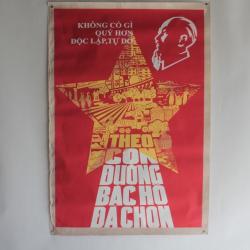 KHÔNG CÓ GÌ
QUÝ HƠN
ĐỘC LẬP, TỰ DO
THEO
CON
ĐƯỜNG
BÁC HỒ
ĐÃ CHỌN